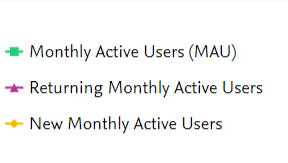 Monthly Active Users (MAU)
Returning Monthly Active Users
New Monthly Active Users